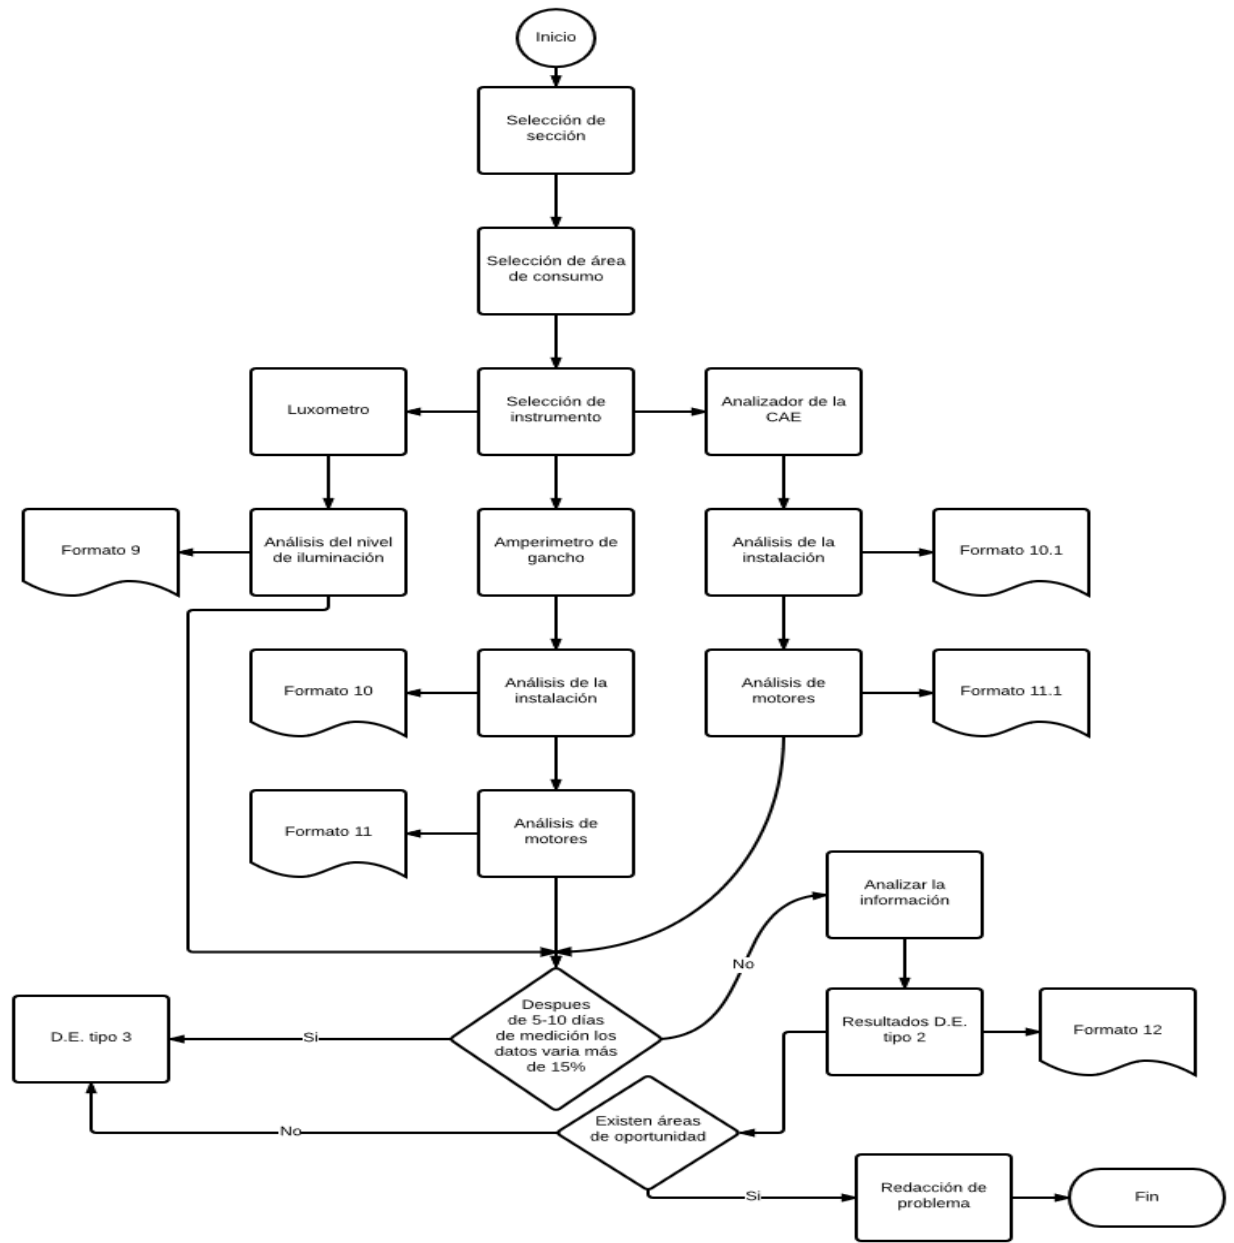 Inicio
Selección de
sección
Selección de área
de consumo
Luxometro
Selección de
instrumento
Analizador de la
CAE
Formato 9
Análisis del nivel
de iluminación
Amperimetro de
gancho
Análisis de la
instalación
Formato 10.1
Formato 10
Análisis de la
instalación
Análisis de
motores
Formato 11.1
Formato 11
Análisis de
motores
Analizar la
información
No
D.E. tipo 3
Si
Despues
de 5-10 días
de medición los
datos varia más
de 15%
Resultados D.E.
tipo 2
Formato 12
No
Existen áreas
de oportunidad
Si
Redacción de
problema
Fin